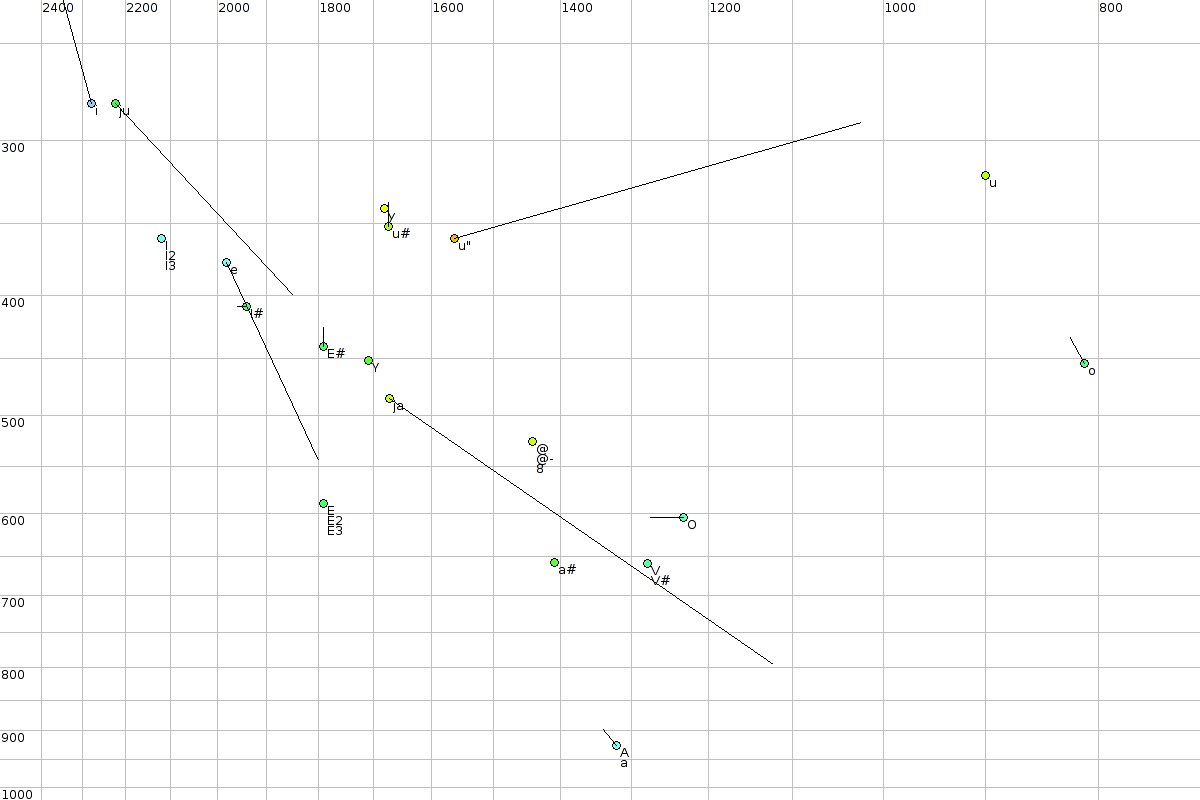 2400 2200 2000 1800 1600 1400 1200 1000 800
i ju
300
u
y
u#
u"
I
I2
I3
e
400
I#
E#
Y
o
ja
500
@
@-
8
E
E2
E3
600
O
a#
V
V#
700
800
900
A
a
1000